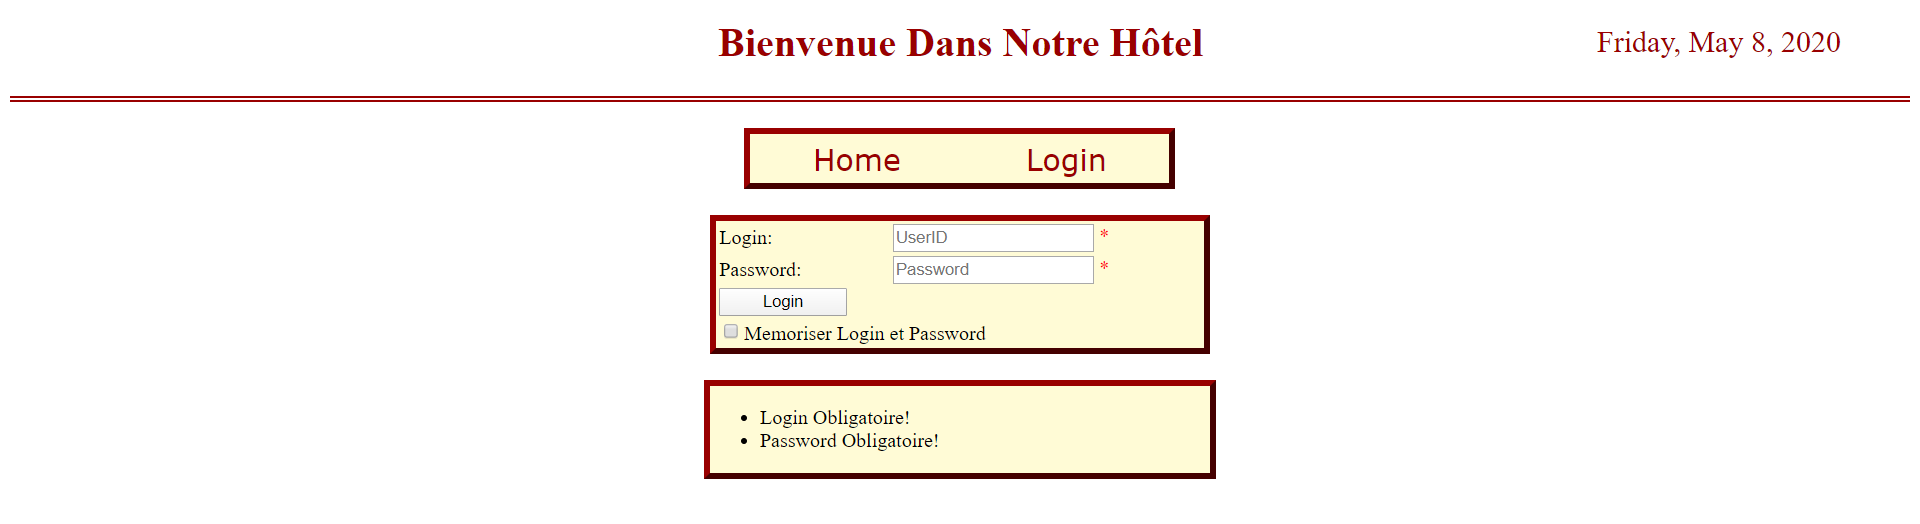 Bienvenue Dans Notre Hôtel
Friday, May 8, 2020
Home Login
Login: UserID *
Password: Password *
Login
Memoriser Login et Password
Login Obligatoire!
Password Obligatoire!